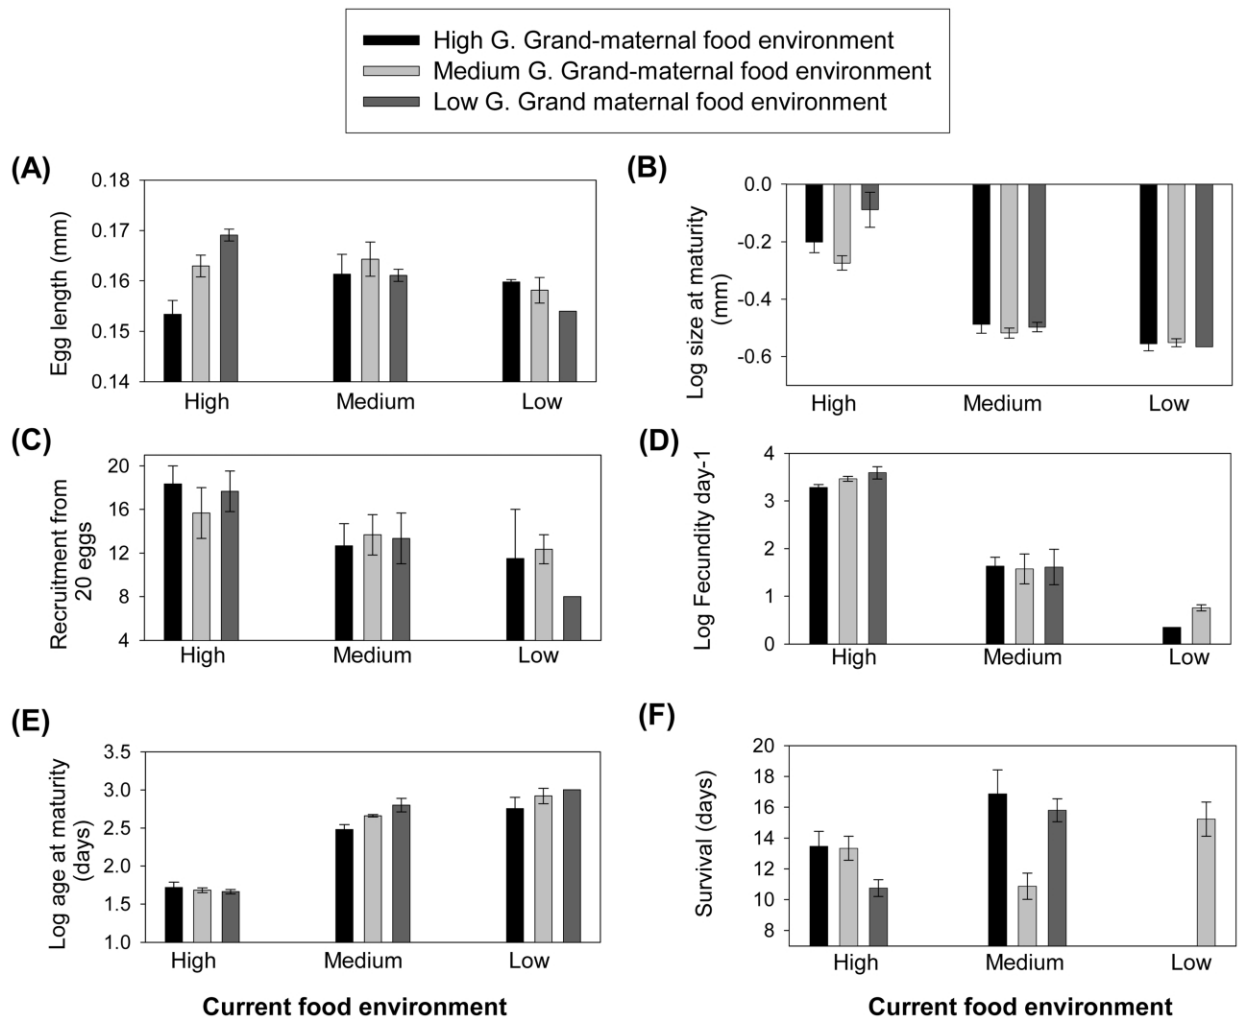 High G. Grand-maternal food environment
Medium G. Grand-maternal food environment
Low G. Grand maternal food environment
(A)
Egg length (mm)
0.18
0.17
0.16
0.15
0.14
High Medium Low
(B)
Log size at maturity
(mm)
0.0
-0.2
-0.4
-0.6
High Medium Low
(C)
Recruitment from
20 eggs
20
16
12
8
4
High Medium Low
(D)
Log Fecundity day-1
4
3
2
1
0
High Medium Low
(E)
Log age at maturity
(days)
3.5
3.0
2.5
2.0
1.5
1.0
High Medium Low
Current food environment
(F)
Survival (days)
20
18
16
14
12
10
8
High Medium Low
Current food environment